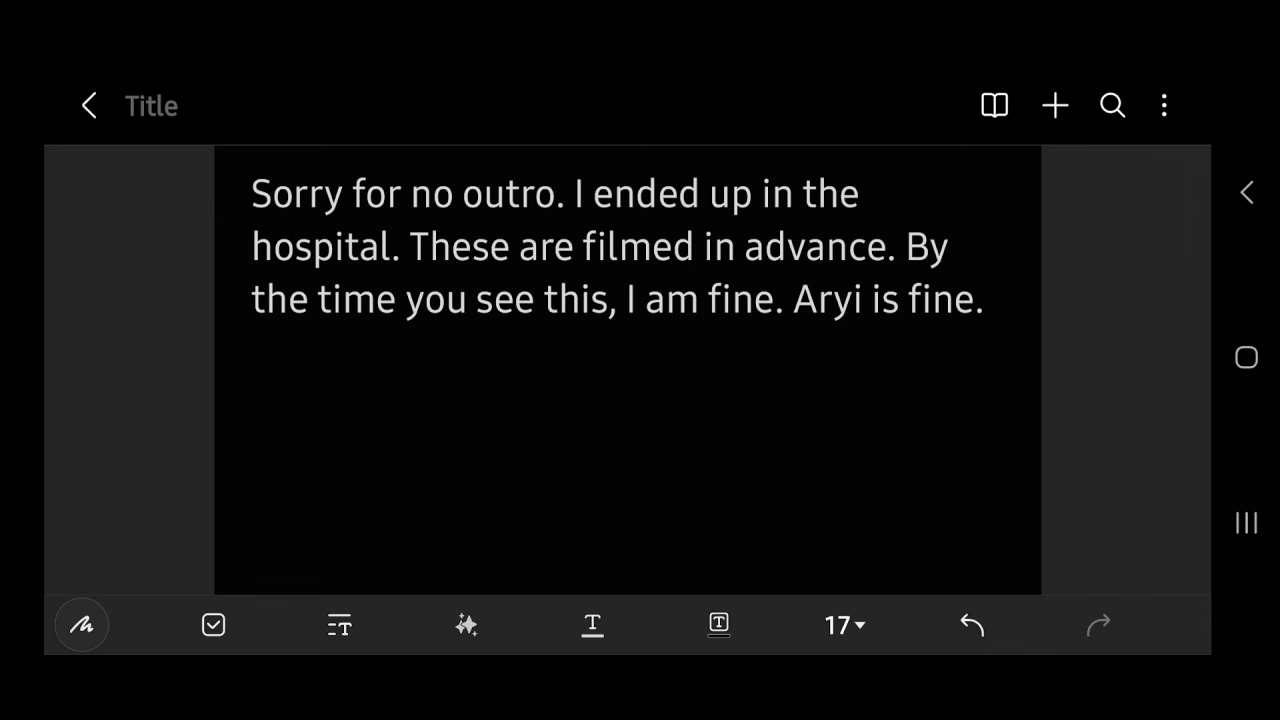 Title
Sorry for no outro. I ended up in the
hospital. These are filmed in advance. By
the time you see this, I am fine. Aryi is fine.
17